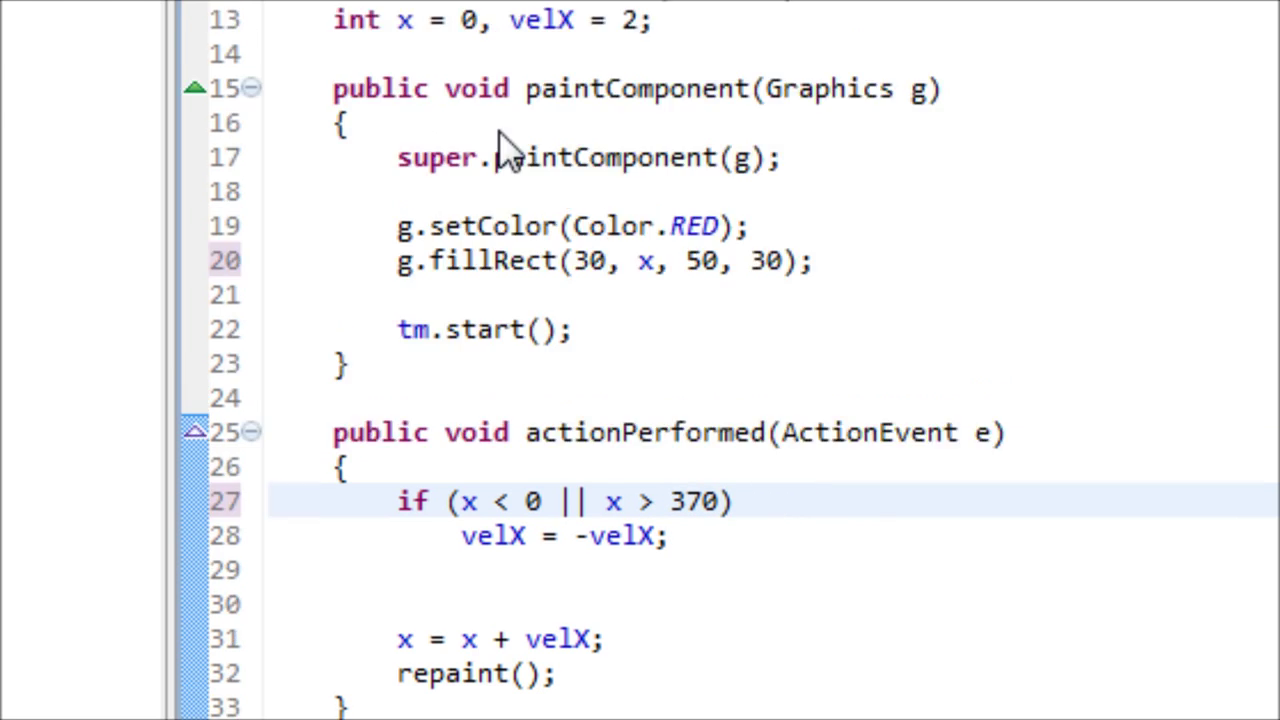 13 int x = 0, velX = 2;
14
15 public void paintComponent(Graphics g)
16 {
17 super.paintComponent(g);
18
19 g.setColor(Color.RED);
20 g.fillRect(30, x, 50, 30);
21
22 tm.start();
23 }
24
25 public void actionPerformed(ActionEvent e)
26 {
27 if (x < 0 || x > 370)
28 velX = -velX;
29
30
31 x = x + velX;
32 repaint();
33 }